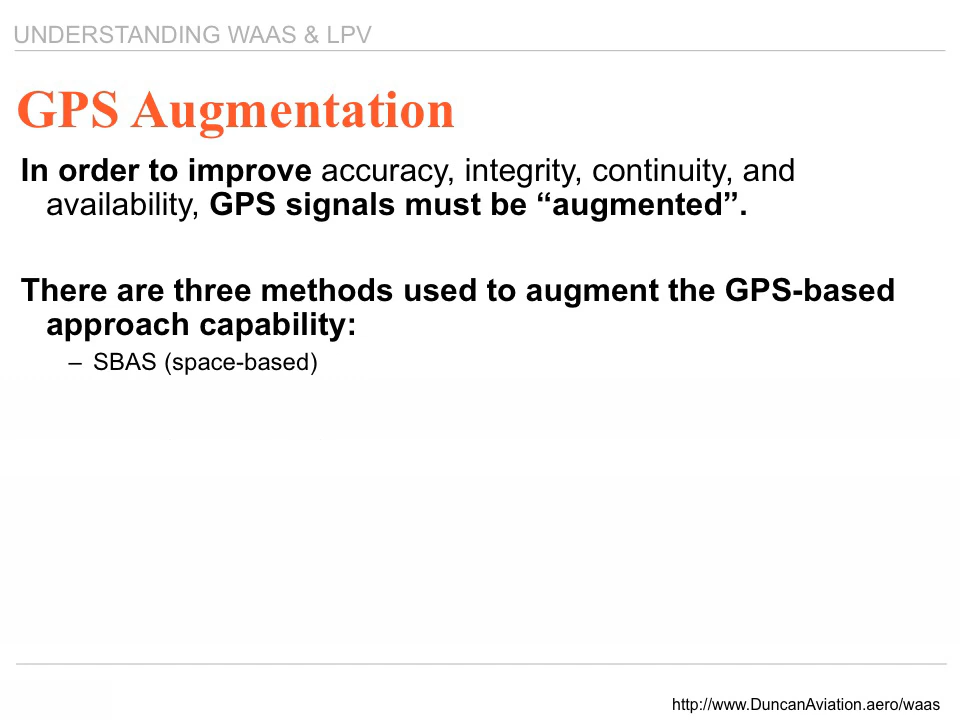 UNDERSTANDING WAAS & LPV
GPS Augmentation
In order to improve accuracy, integrity, continuity, and
availability, GPS signals must be “augmented”.
There are three methods used to augment the GPS-based
approach capability:
– SBAS (space-based)
http://www.DuncanAviation.aero/waas